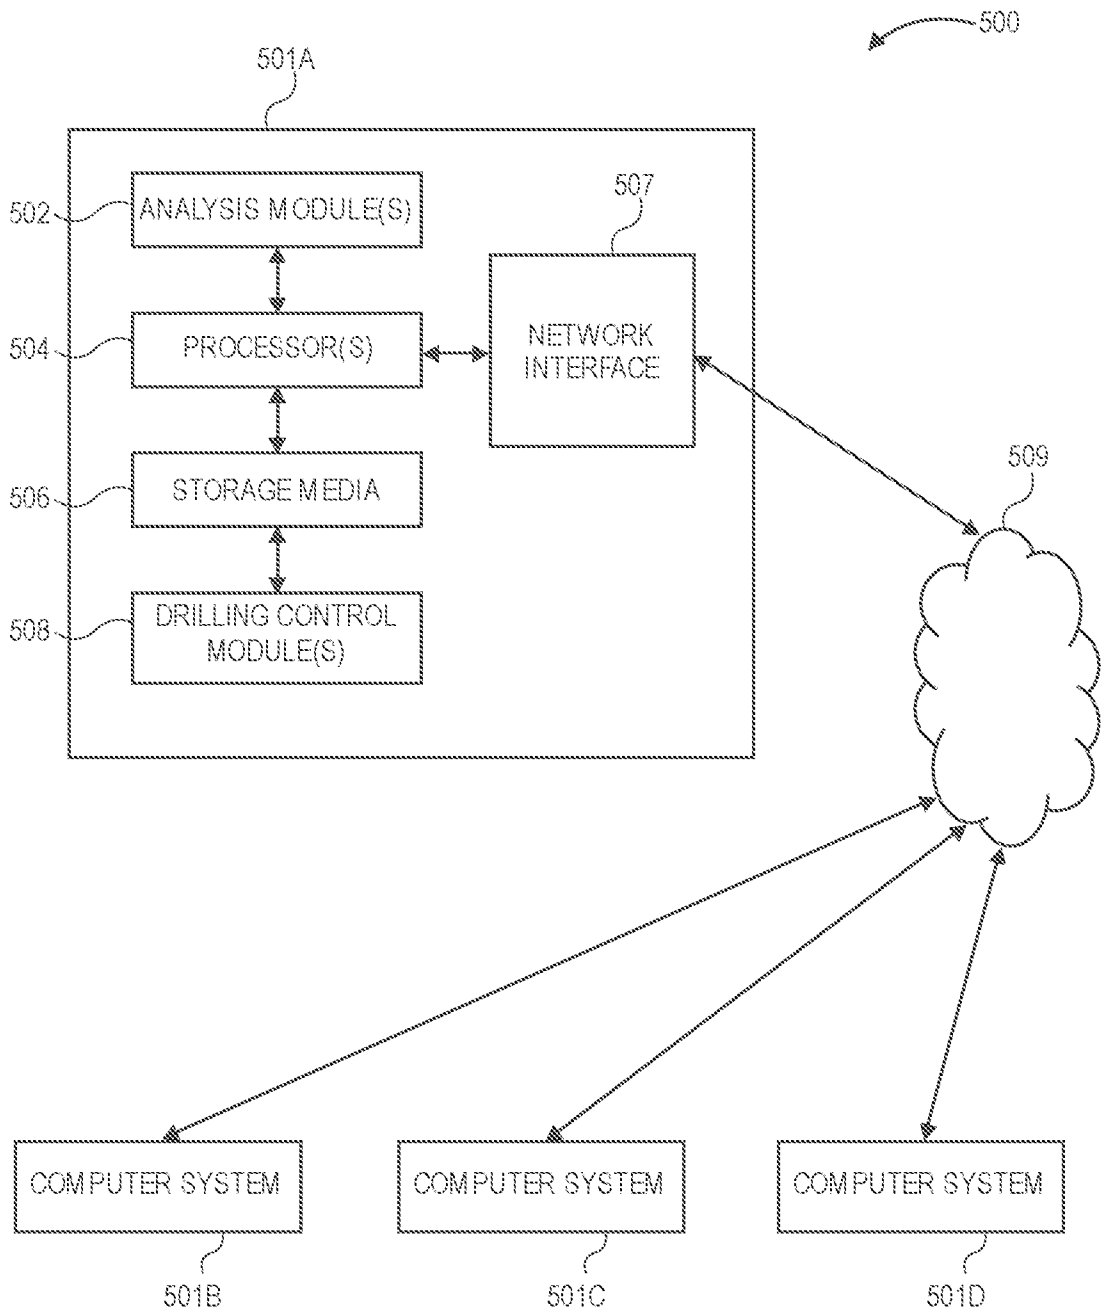 500
501A
502
ANALYSIS MODULE(S)
507
504
PROCESSOR(S)
NETWORK
INTERFACE
509
506
STORAGE MEDIA
508
DRILLING CONTROL
MODULE(S)
COMPUTER SYSTEM
COMPUTER SYSTEM
COMPUTER SYSTEM
501B
501C
501D